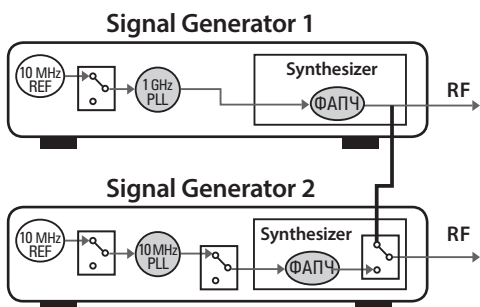 Signal Generator 1
10 MHz
REF
1 GHz
PLL
Synthesizer
ФАПЧ
RF
Signal Generator 2
10 MHz
REF
10 MHz
PLL
Synthesizer
ФАПЧ
RF